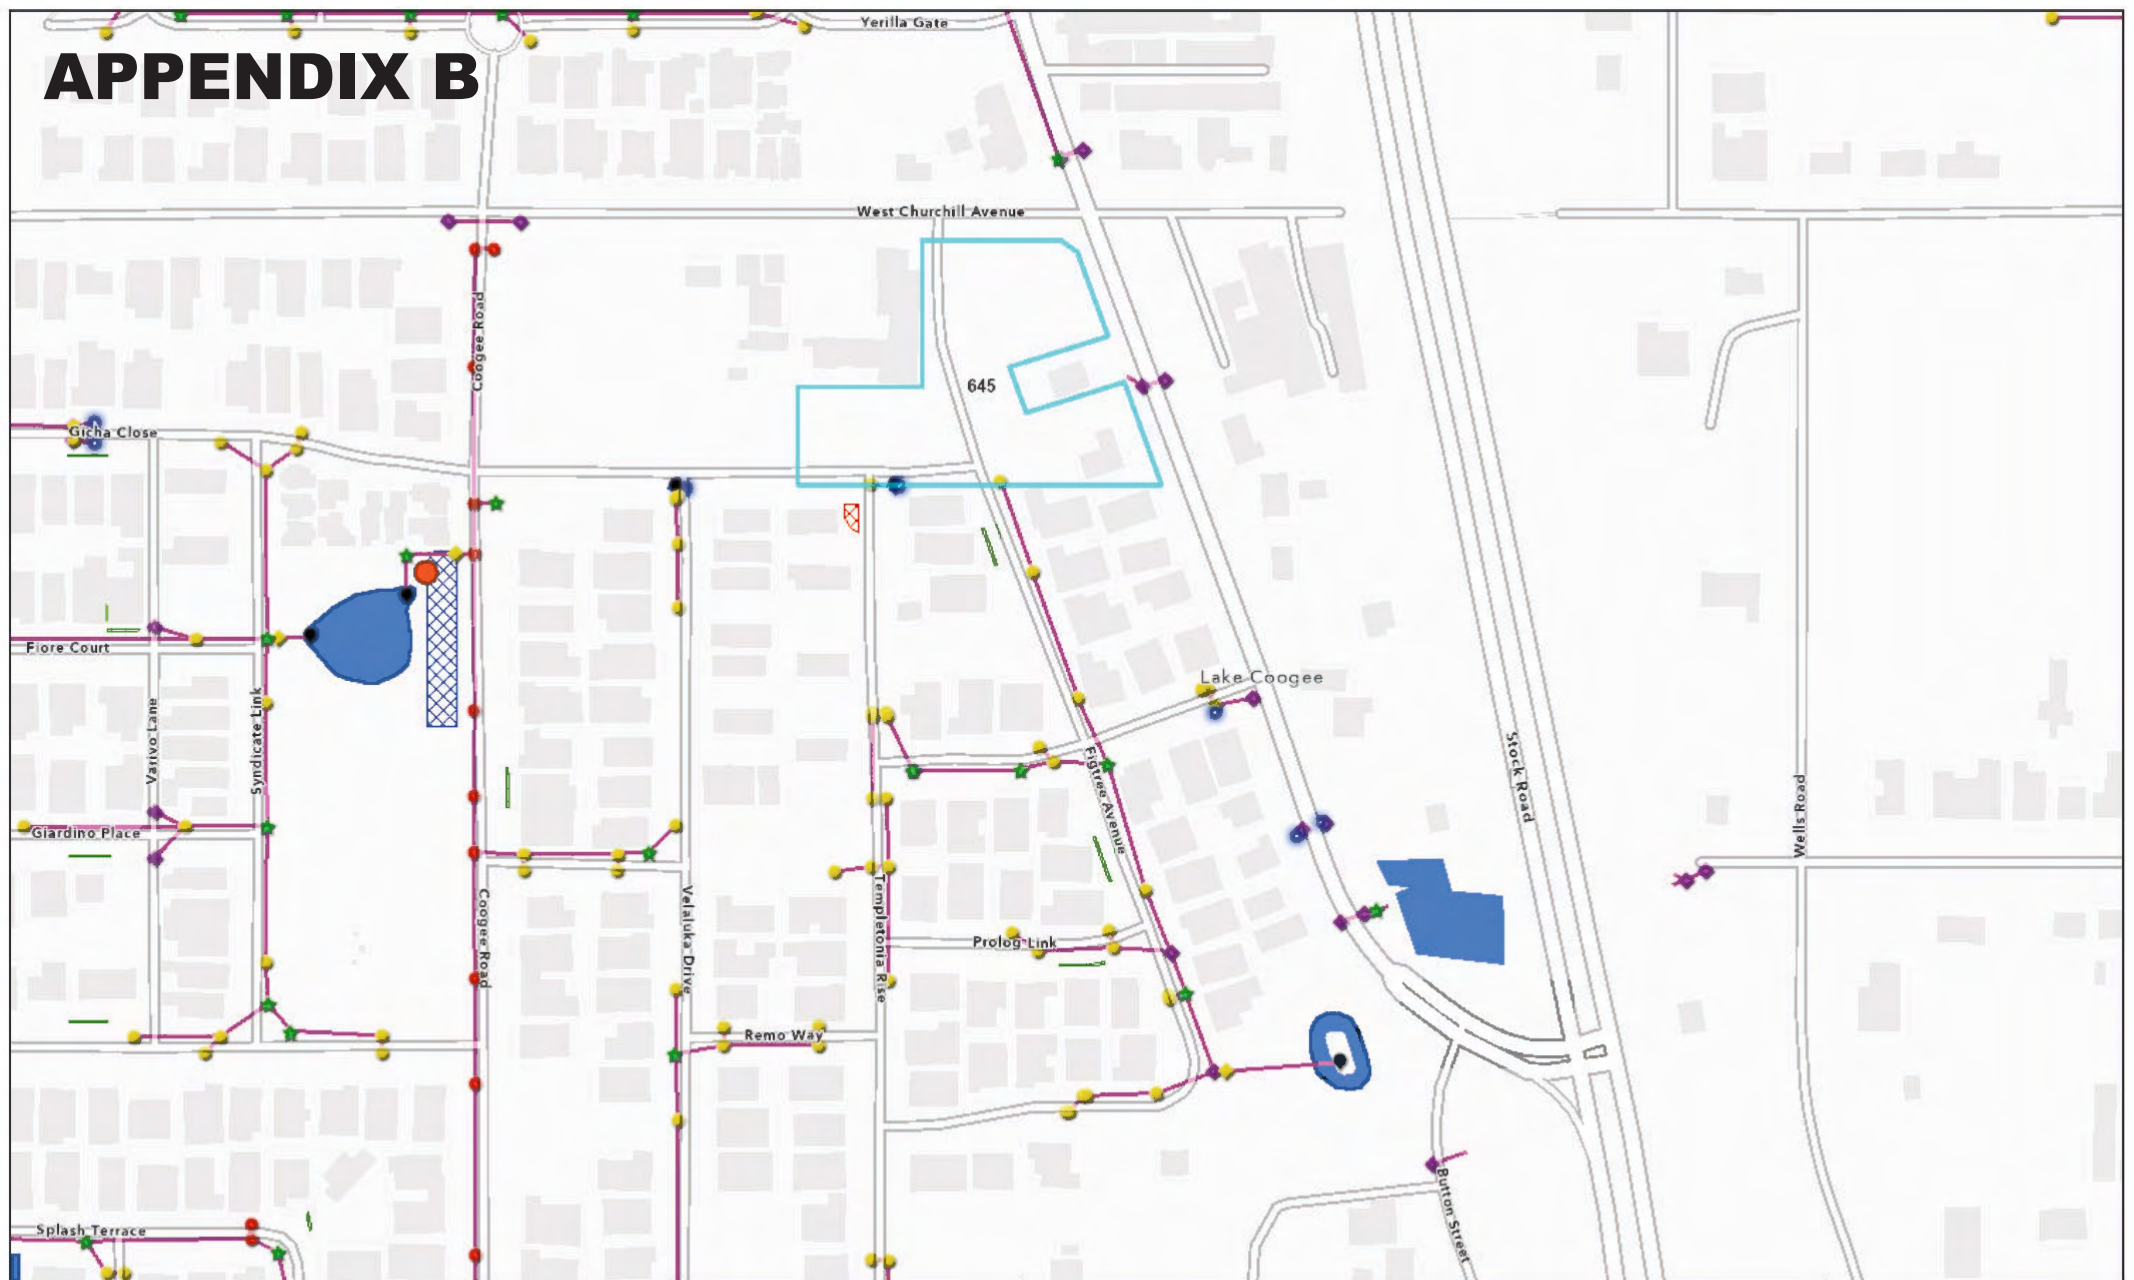 Yerilla Gate
APPENDIX B
West Churchill Avenue
Coogee Road
645
Gicha Close
Fiore Court
Lake Coogee
Varivo Lane
Syndicate Link
Figtree Avenue
Stock Road
Wells Road
Giardino Place
Coogee Road
Velaluka Drive
Templetonia Rise
Prolog Link
Remo Way
Button Street
Splash Terrace